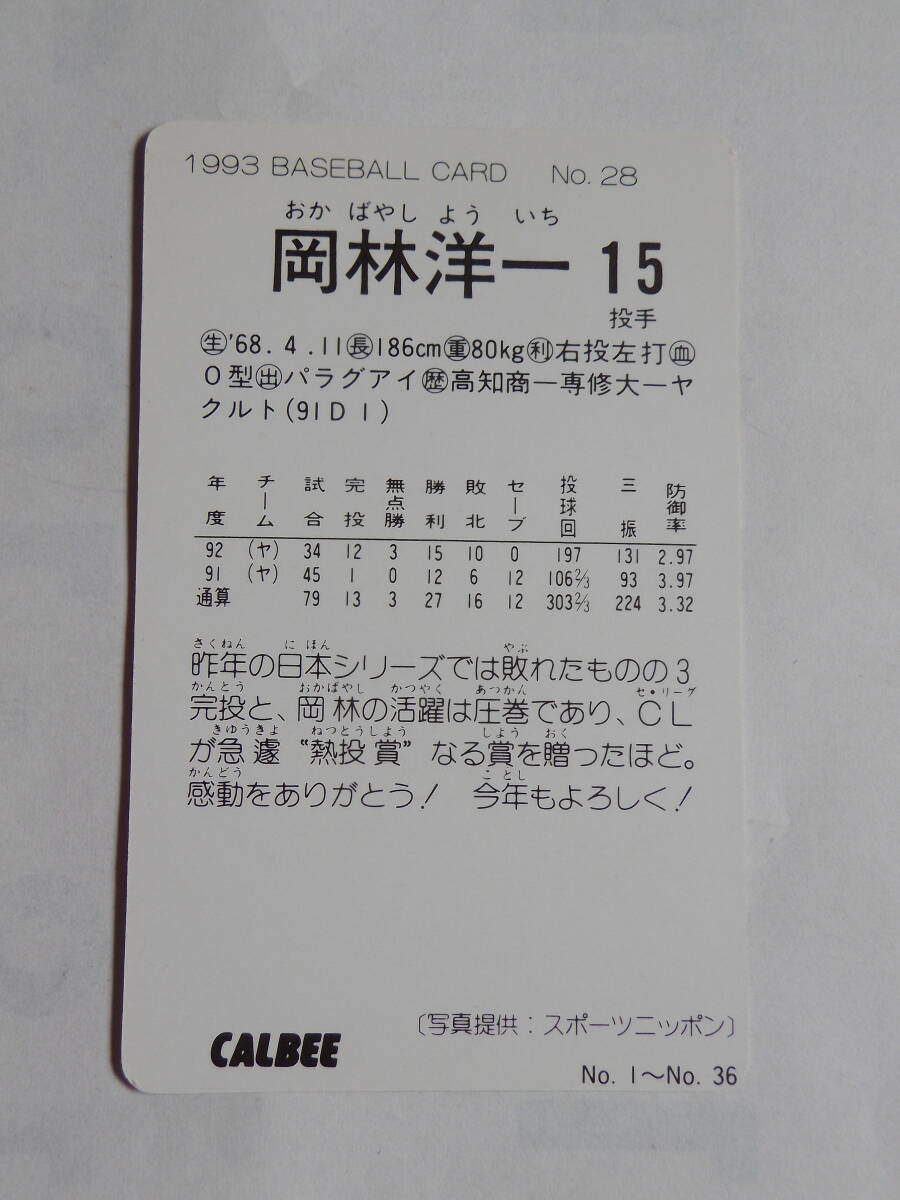 1993 BASEBALL CARD No. 28
おか ばやし よう いち
岡林洋一 15
投手
㊤'68. 4 .11㊐186cm㊥80kg㊒右投左打㊞
O型㊓パラグアイ㊔高知商ー専修大ーヤ
クルト(91D1)
年度 チーム 試合 完投 無点勝 勝利 敗北 セーブ 投球回 三振 防御率
92 (ヤ) 34 12 3 15 10 0 197 131 2.97
91 (ヤ) 45 1 0 12 6 12 106 2/3 93 3.97
通算 79 13 3 27 16 12 303 2/3 224 3.32
さくねん にほん やぶ
昨年の日本シリーズでは敗れたものの3
かんとう おかばやし かつやく あっかん セ・リーグ
完投と、岡林の活躍は圧巻であり、CL
きゅうきょ ねっとうしょう しょう おく
が急遽“熱投賞”なる賞を贈ったほど。
かんどう ことし
感動をありがとう! 今年もよろしく!
〔写真提供:スポーツニッポン〕
CALBEE
No. 1〜No. 36